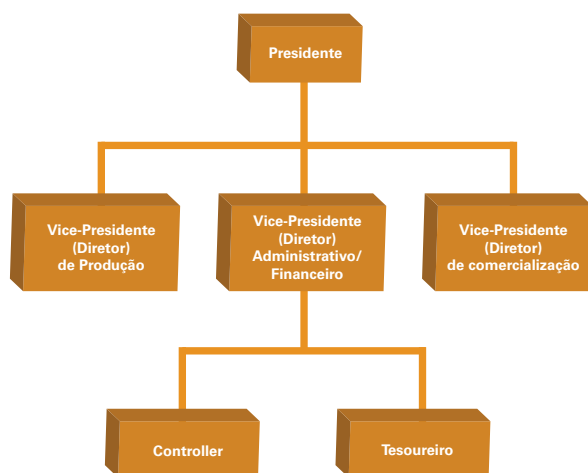 Presidente
Vice-Presidente
(Diretor)
de Produção
Vice-Presidente
(Diretor)
Administrativo/
Financeiro
Vice-Presidente
(Diretor)
de comercialização
Controller
Tesoureiro